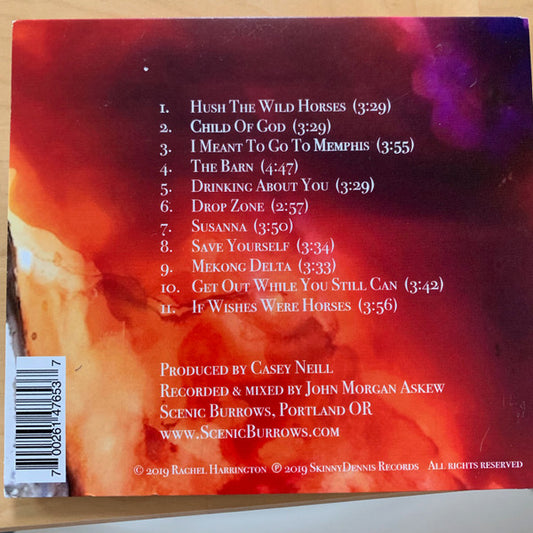 1. Hush The Wild Horses (3:29)
2. Child Of God (3:29)
3. I Meant To Go To Memphis (3:55)
4. The Barn (4:47)
5. Drinking About You (3:29)
6. Drop Zone (2:57)
7. Susanna (3:50)
8. Save Yourself (3:34)
9. Mekong Delta (3:33)
10. Get Out While You Still Can (3:42)
11. If Wishes Were Horses (3:56)
Produced by Casey Neill
Recorded & mixed by John Morgan Askew
Scenic Burrows, Portland OR
www.ScenicBurrows.com
© 2019 Rachel Harrington ℗ 2019 SkinnyDennis Records All rights reserved
7 00261 47653 7